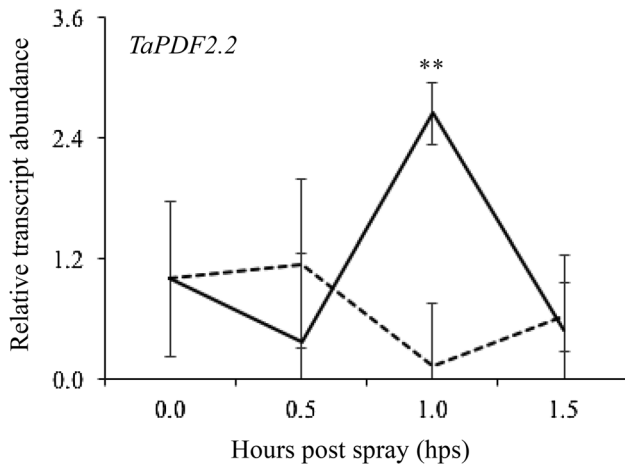 TaPDF2.2
**
Relative transcript abundance
3.6
2.4
1.2
0.0
0.0 0.5 1.0 1.5
Hours post spray (hps)